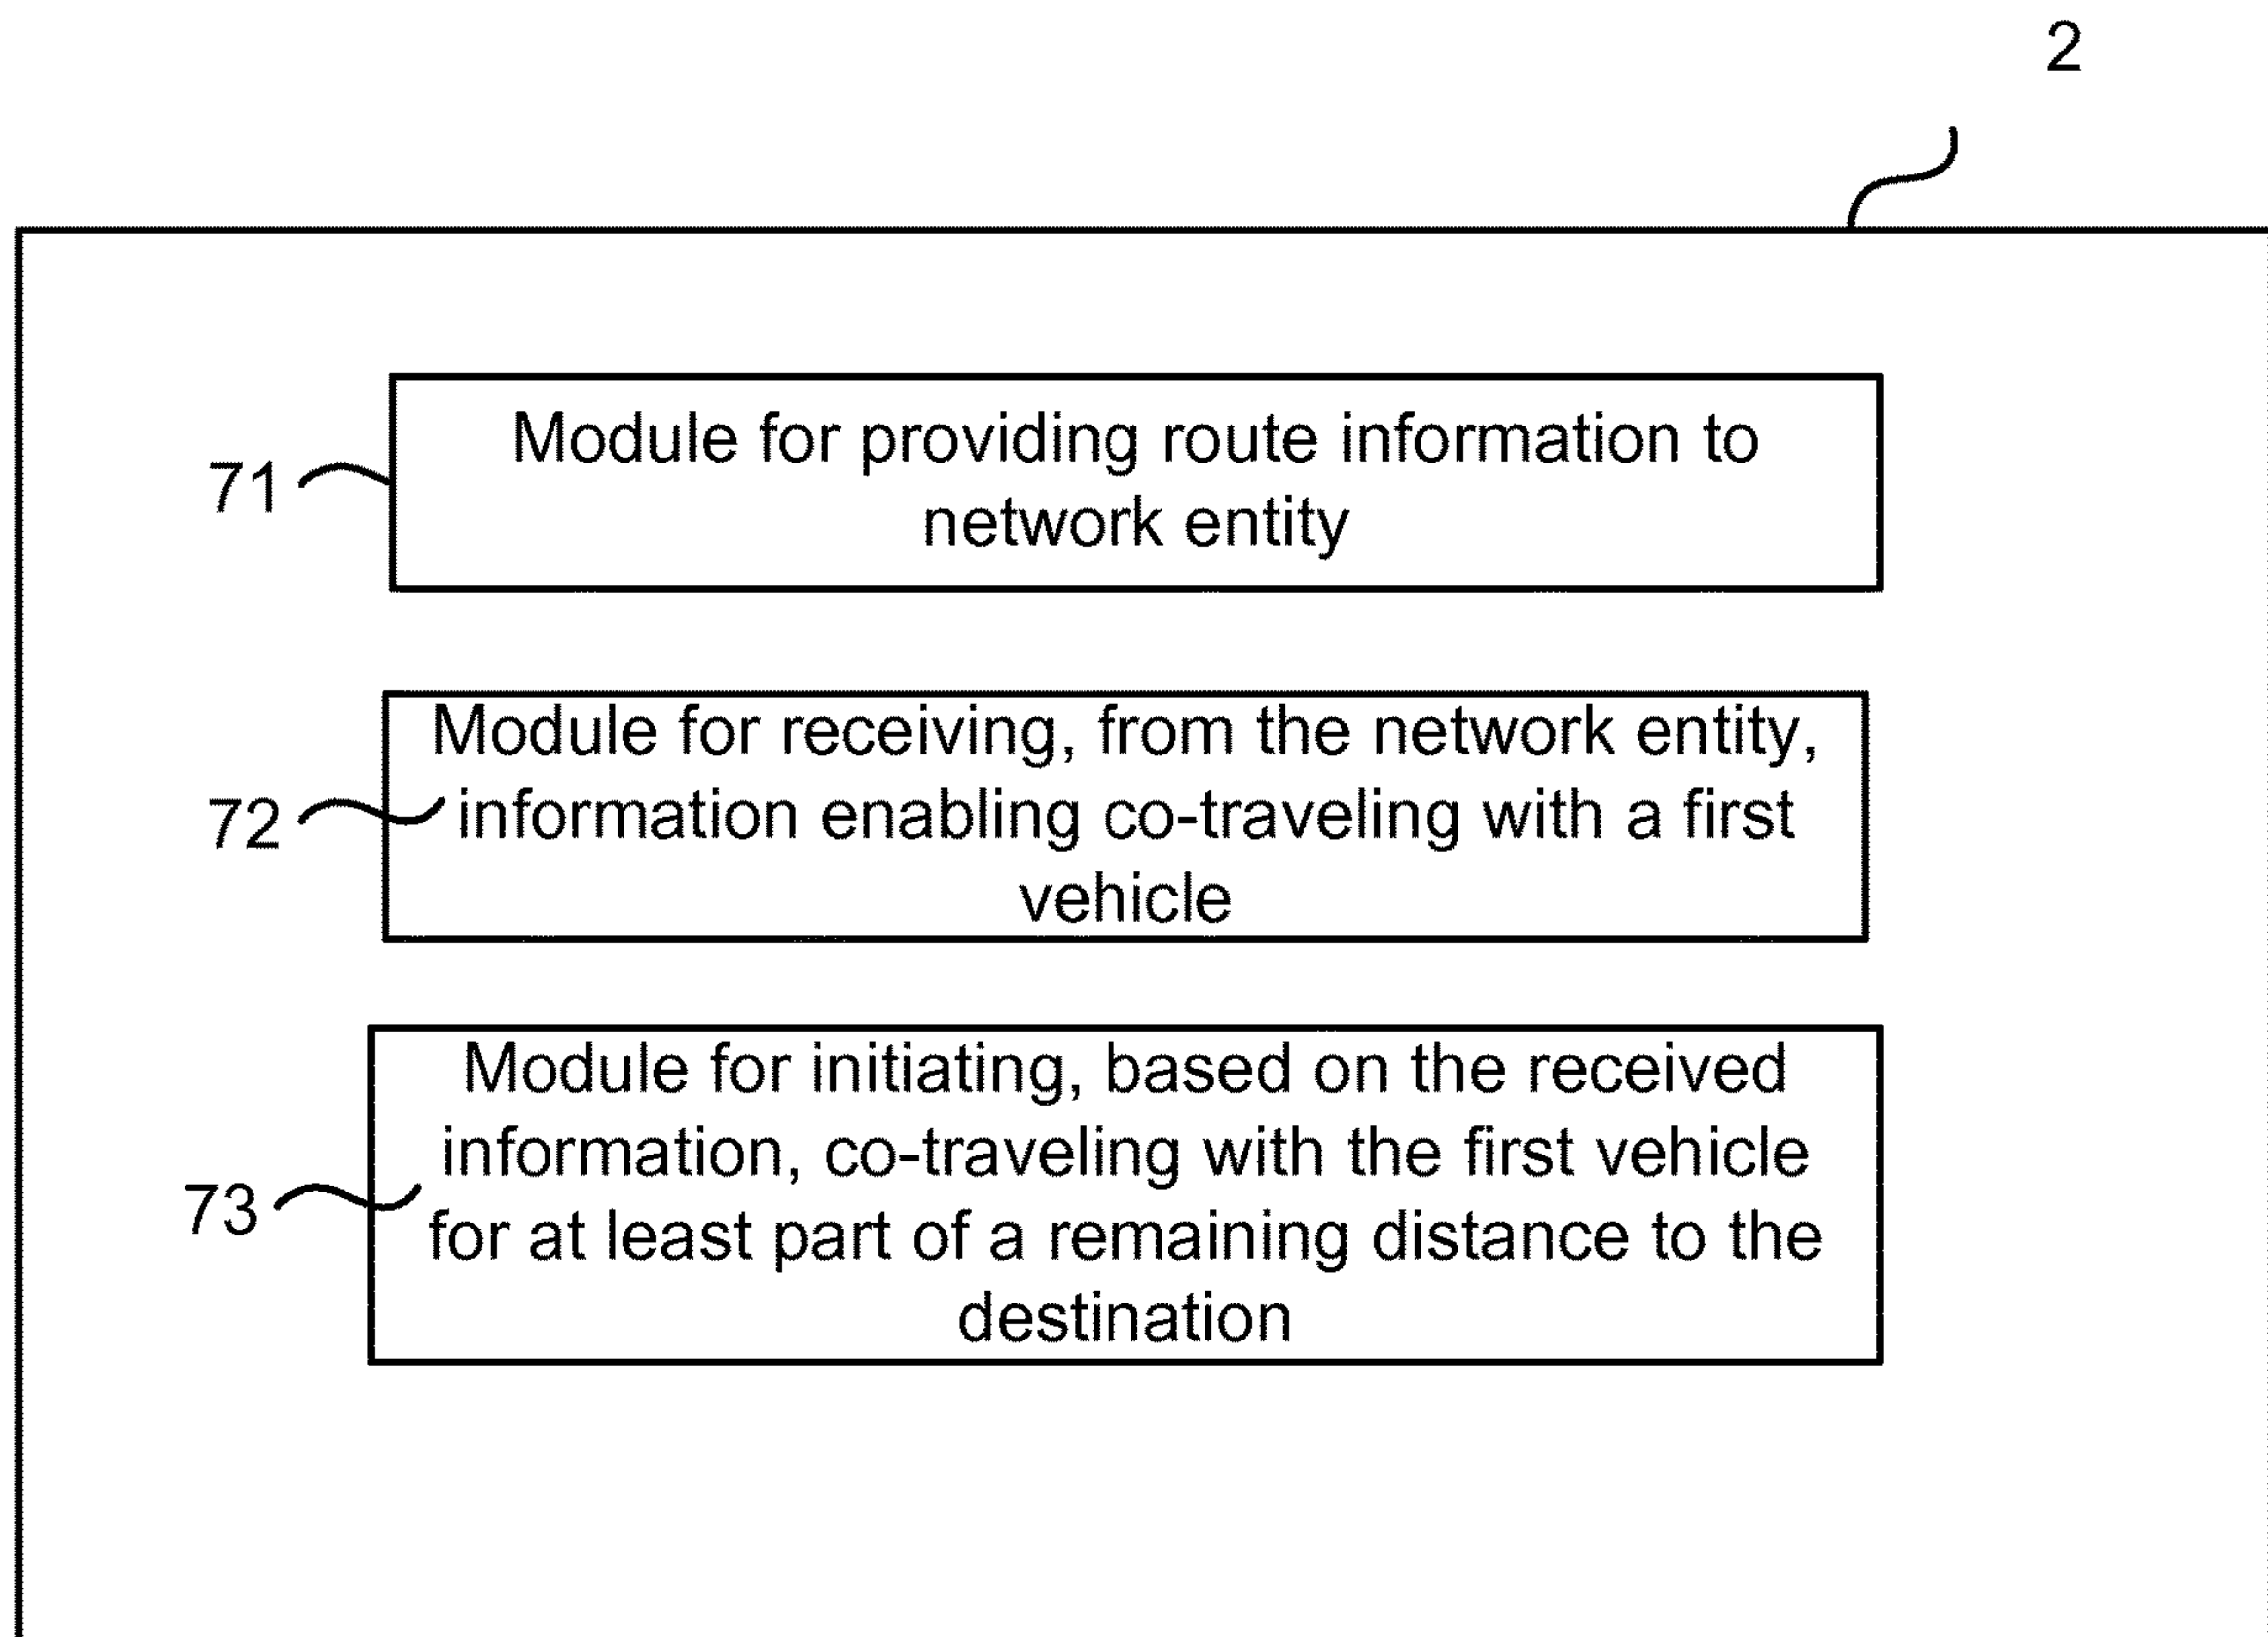 2
71
Module for providing route information to
network entity
72
Module for receiving, from the network entity,
information enabling co-traveling with a first
vehicle
73
Module for initiating, based on the received
information, co-traveling with the first vehicle
for at least part of a remaining distance to the
destination